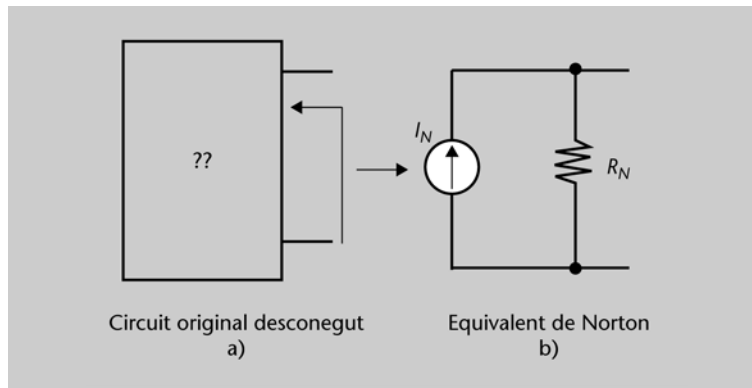 ??
I_N
R_N
Circuit original desconegut
a)
Equivalent de Norton
b)